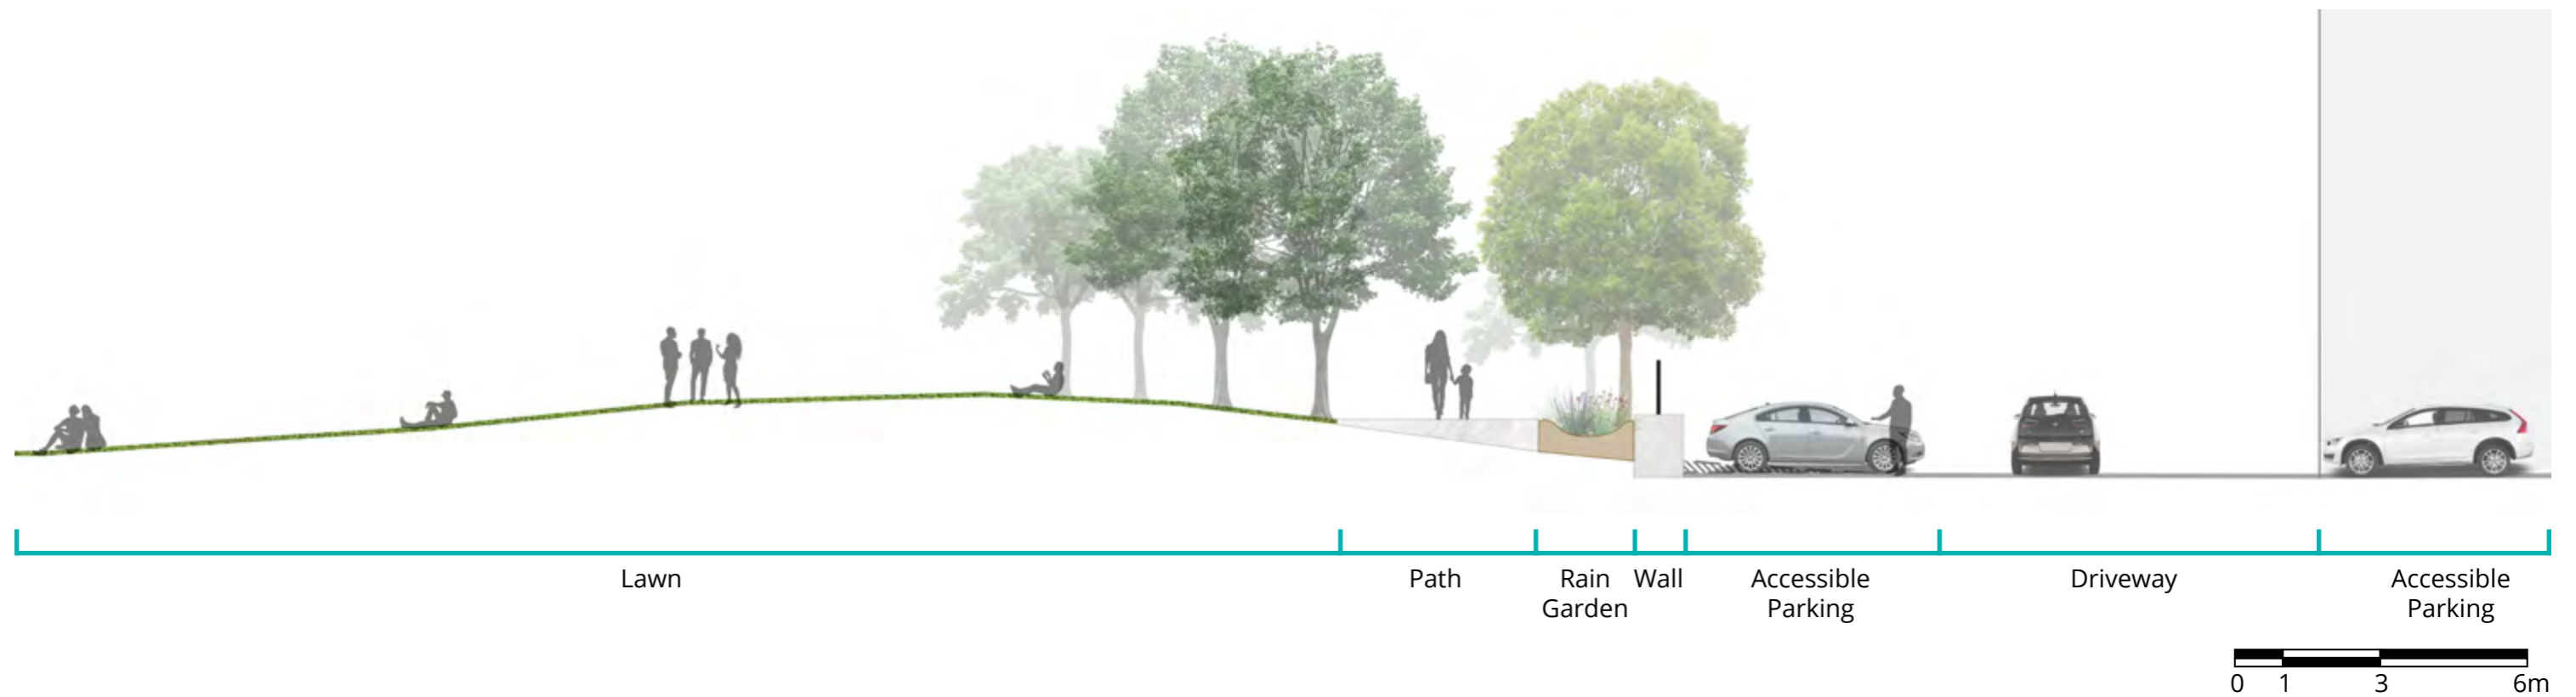 Lawn
Path
Rain
Garden
Wall
Accessible
Parking
Driveway
Accessible
Parking
0 1 3 6m